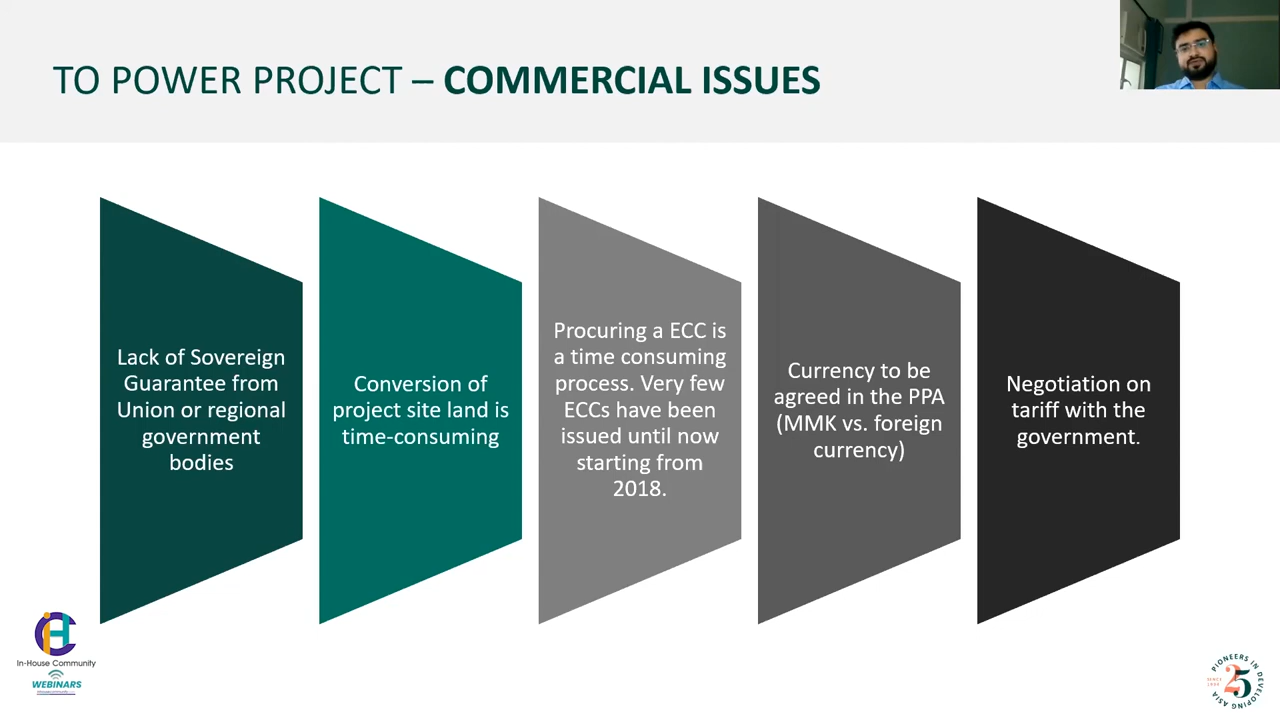 TO POWER PROJECT – COMMERCIAL ISSUES
Lack of Sovereign
Guarantee from
Union or regional
government
bodies
Conversion of
project site land is
time-consuming
Procuring a ECC is
a time consuming
process. Very few
ECCs have been
issued until now
starting from
2018.
Currency to be
agreed in the PPA
(MMK vs. foreign
currency)
Negotiation on
tariff with the
government.
iHC
In-House Community
WEBINARS
PIONEERS IN DEVELOPING ASIA
SINCE
25